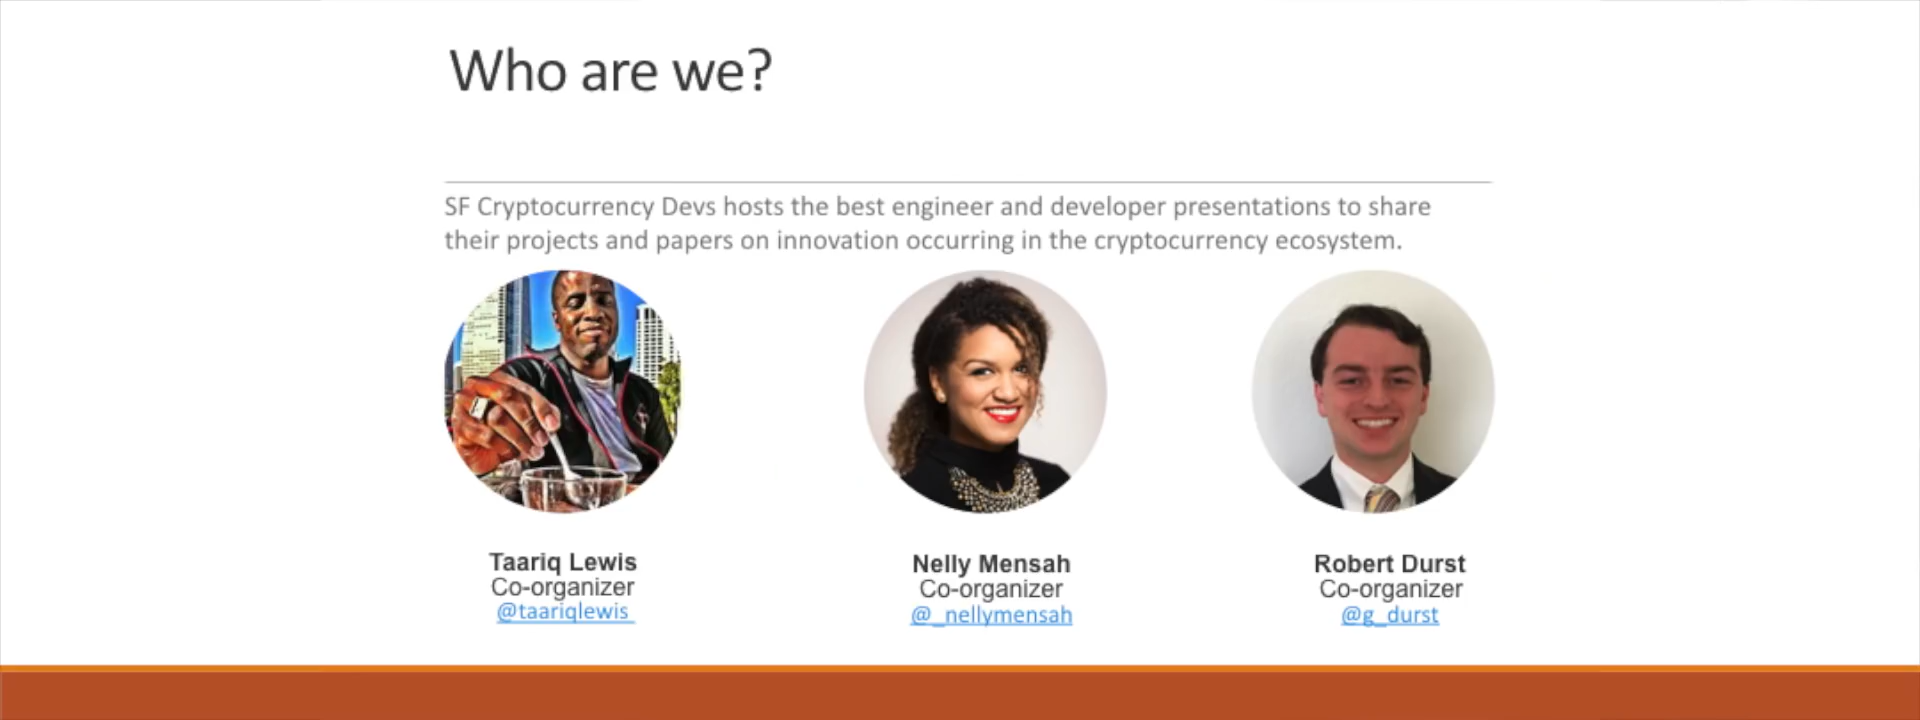 Who are we?
SF Cryptocurrency Devs hosts the best engineer and developer presentations to share
their projects and papers on innovation occurring in the cryptocurrency ecosystem.
Taariq Lewis
Co-organizer
@taariqlewis
Nelly Mensah
Co-organizer
@_nellymensah
Robert Durst
Co-organizer
@g_durst